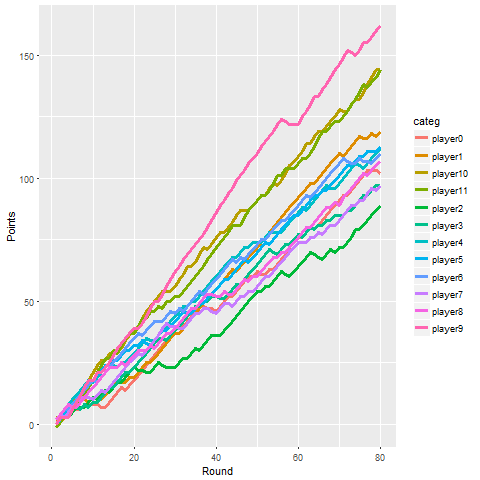 150
100
50
0
Points
0
20
40
60
80
Round
categ
player0
player1
player10
player11
player2
player3
player4
player5
player6
player7
player8
player9